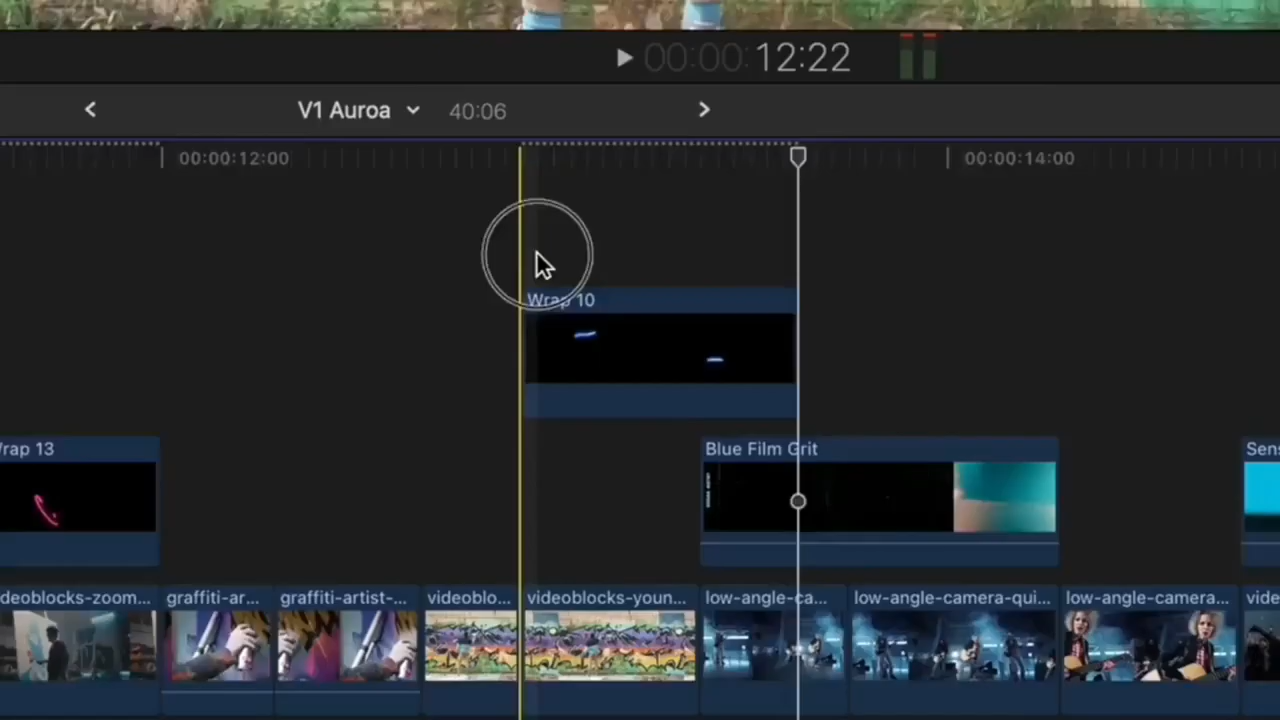 00:00:12:22
V1 Auroa 40:06
00:00:12:00 00:00:14:00
Wrap 10
Wrap 13 Blue Film Grit Sens
deoblocks-zoom... graffiti-ar... graffiti-artist-... videoblo... videoblocks-youn... low-angle-ca... low-angle-camera-qui... low-angle-camera... vide